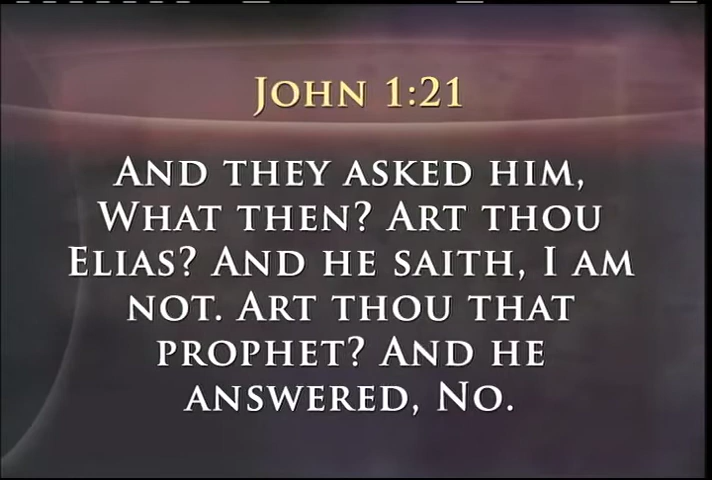 John 1:21
And they asked him,
What then? Art thou
Elias? And he saith, I am
not. Art thou that
prophet? And he
answered, No.